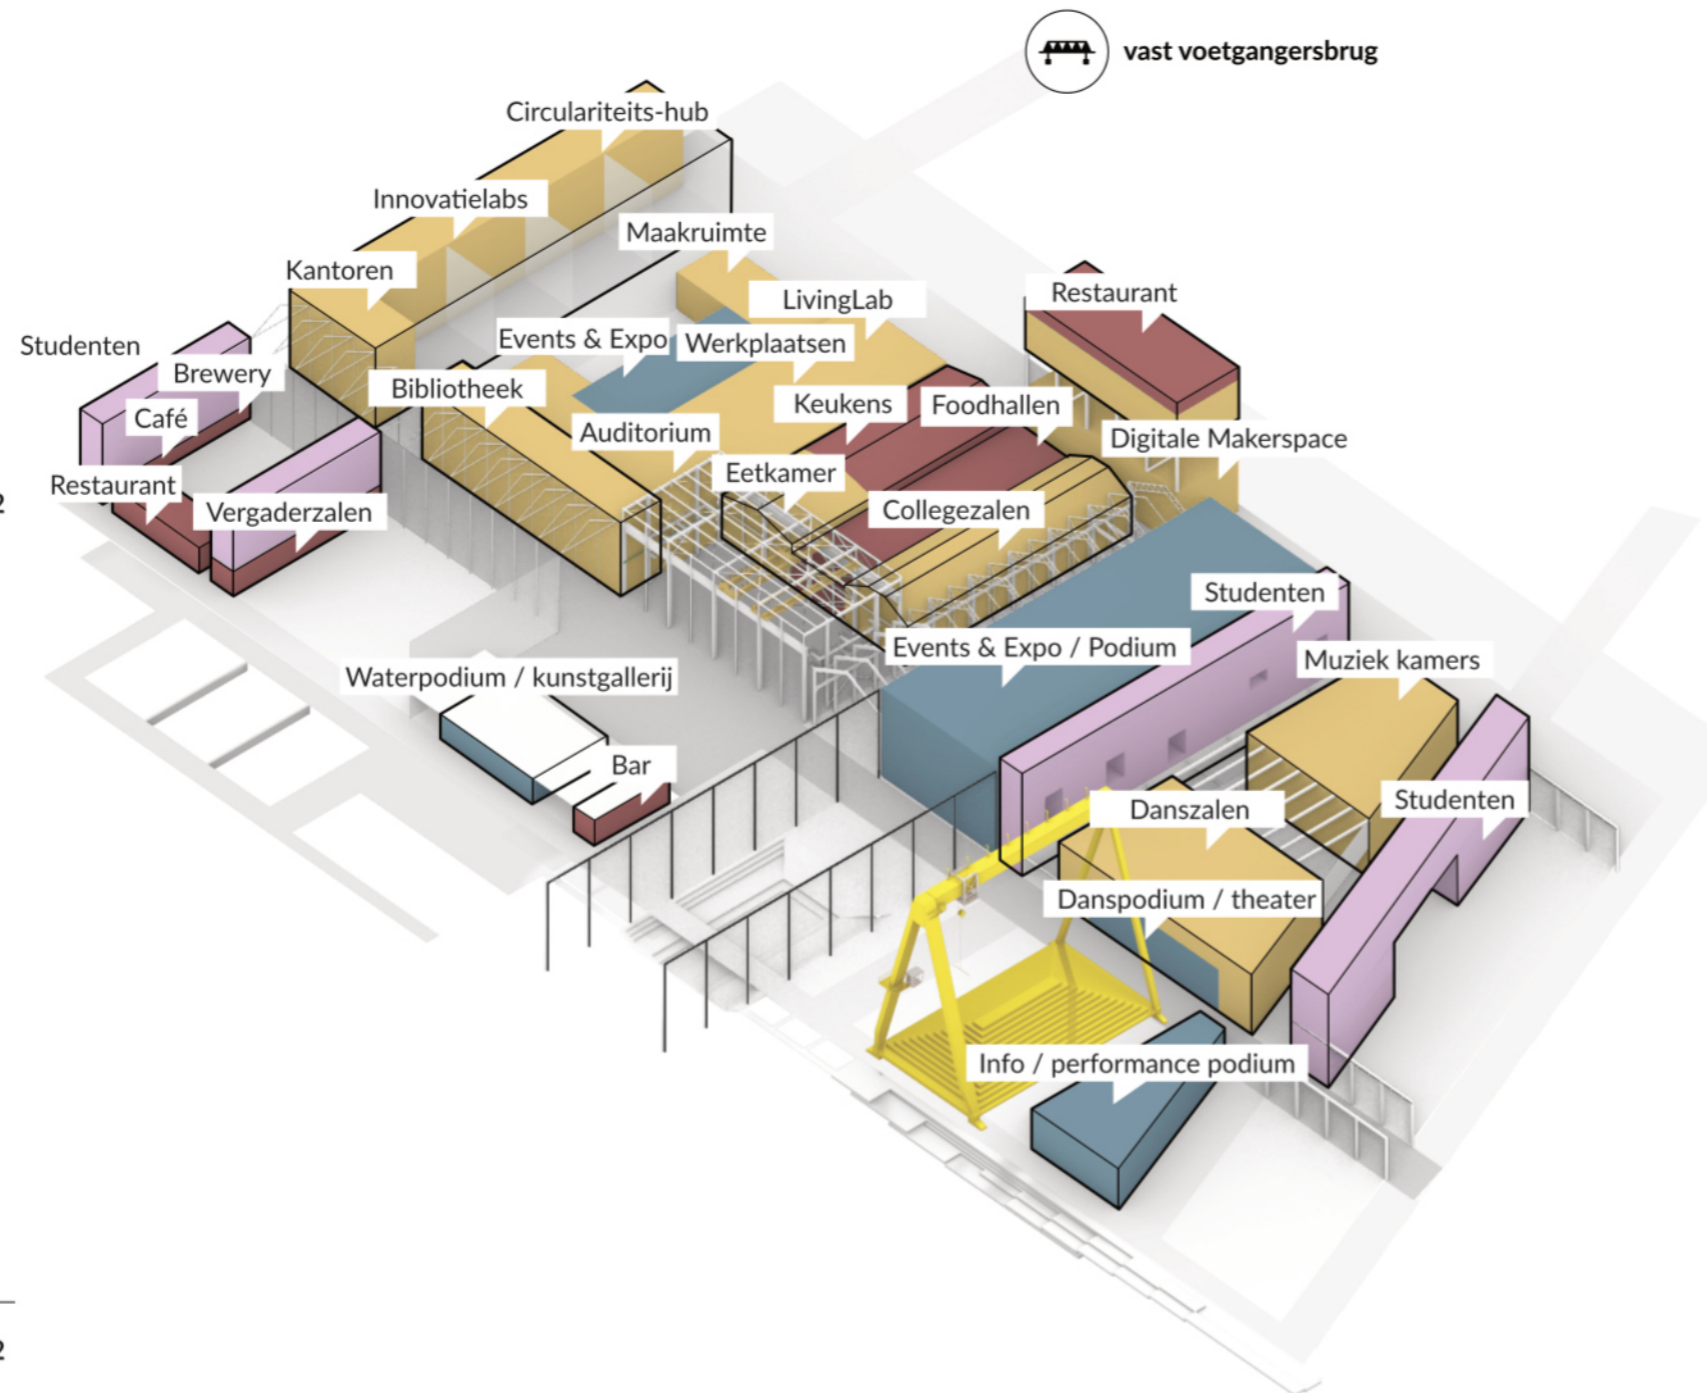 vast voetgangersbrug
Circulariteits-hub
Innovatielabs
Maakruimte
Kantoren
LivingLab
Restaurant
Studenten
Events & Expo
Werkplaatsen
Brewery
Bibliotheek
Keukens
Foodhallen
Café
Auditorium
Digitale Makerspace
Restaurant
Eetkamer
2
Vergaderzalen
Collegezalen
Studenten
Events & Expo / Podium
Muziek kamers
Waterpodium / kunstgallerij
Bar
Danszalen
Studenten
Danspodium / theater
Info / performance podium
2